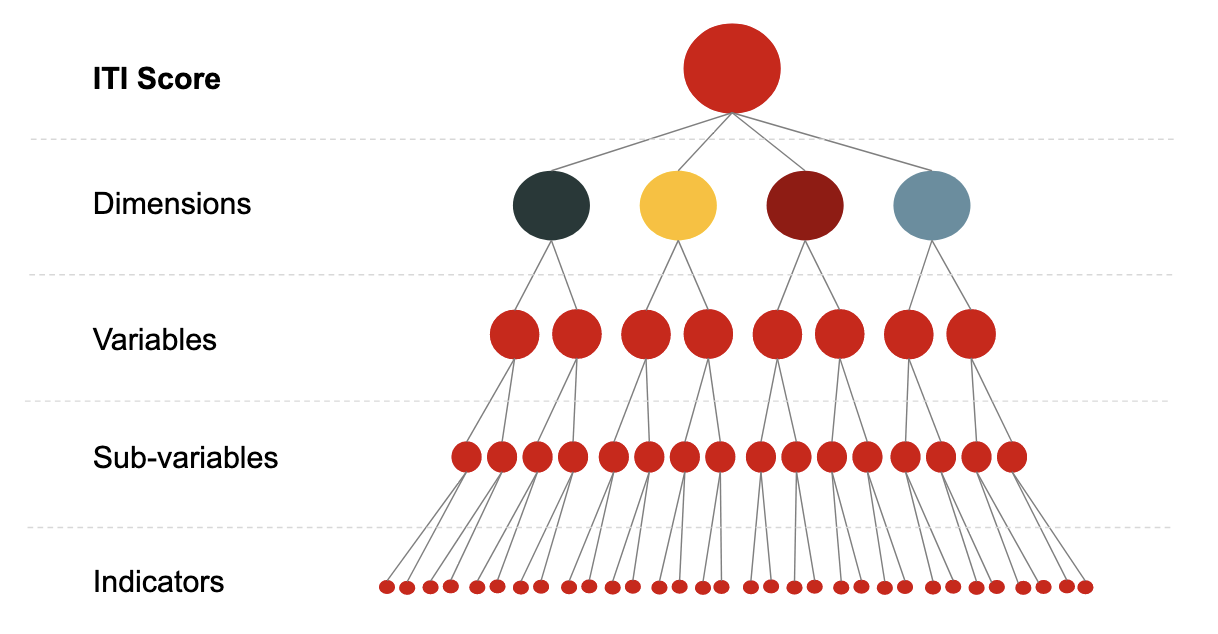 ITI Score
Dimensions
Variables
Sub-variables
Indicators